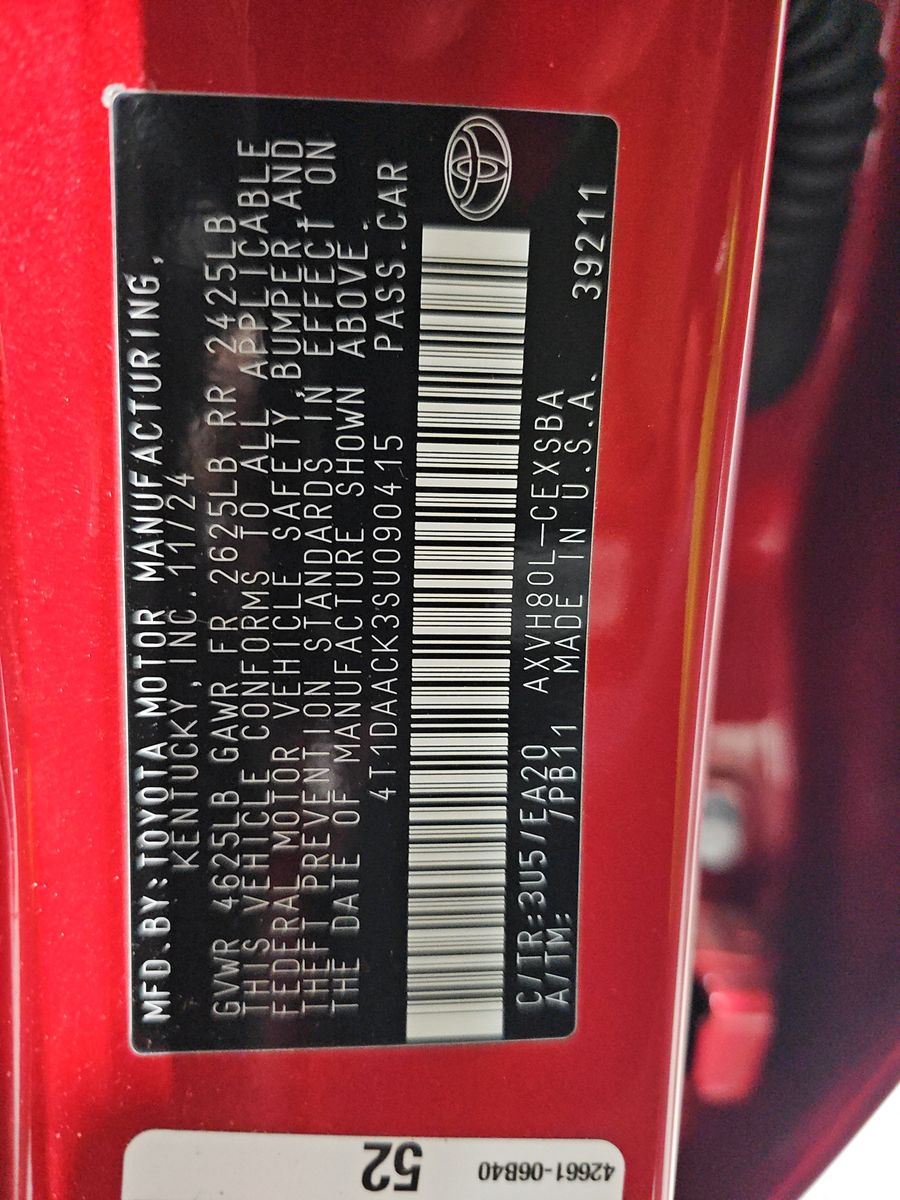 MFD.BY:TOYOTA MOTOR MANUFACTURING,
KENTUCKY,INC. 11/24
GVWR 4625LB GAWR FR 2625LB RR 2425LB
THIS VEHICLE CONFORMS TO ALL APPLICABLE
FEDERAL MOTOR VEHICLE SAFETY,BUMPER AND
THEFT PREVENTION STANDARDS IN EFFECT ON
THE DATE OF MANUFACTURE SHOWN ABOVE.
4T1DACK3SU090415 PASS.CAR
C/TR:3U5/EA20 AXVH80L-CEXSBA
A/TM: /PB11 MADE IN U.S.A. 39211
52
42661-06B40